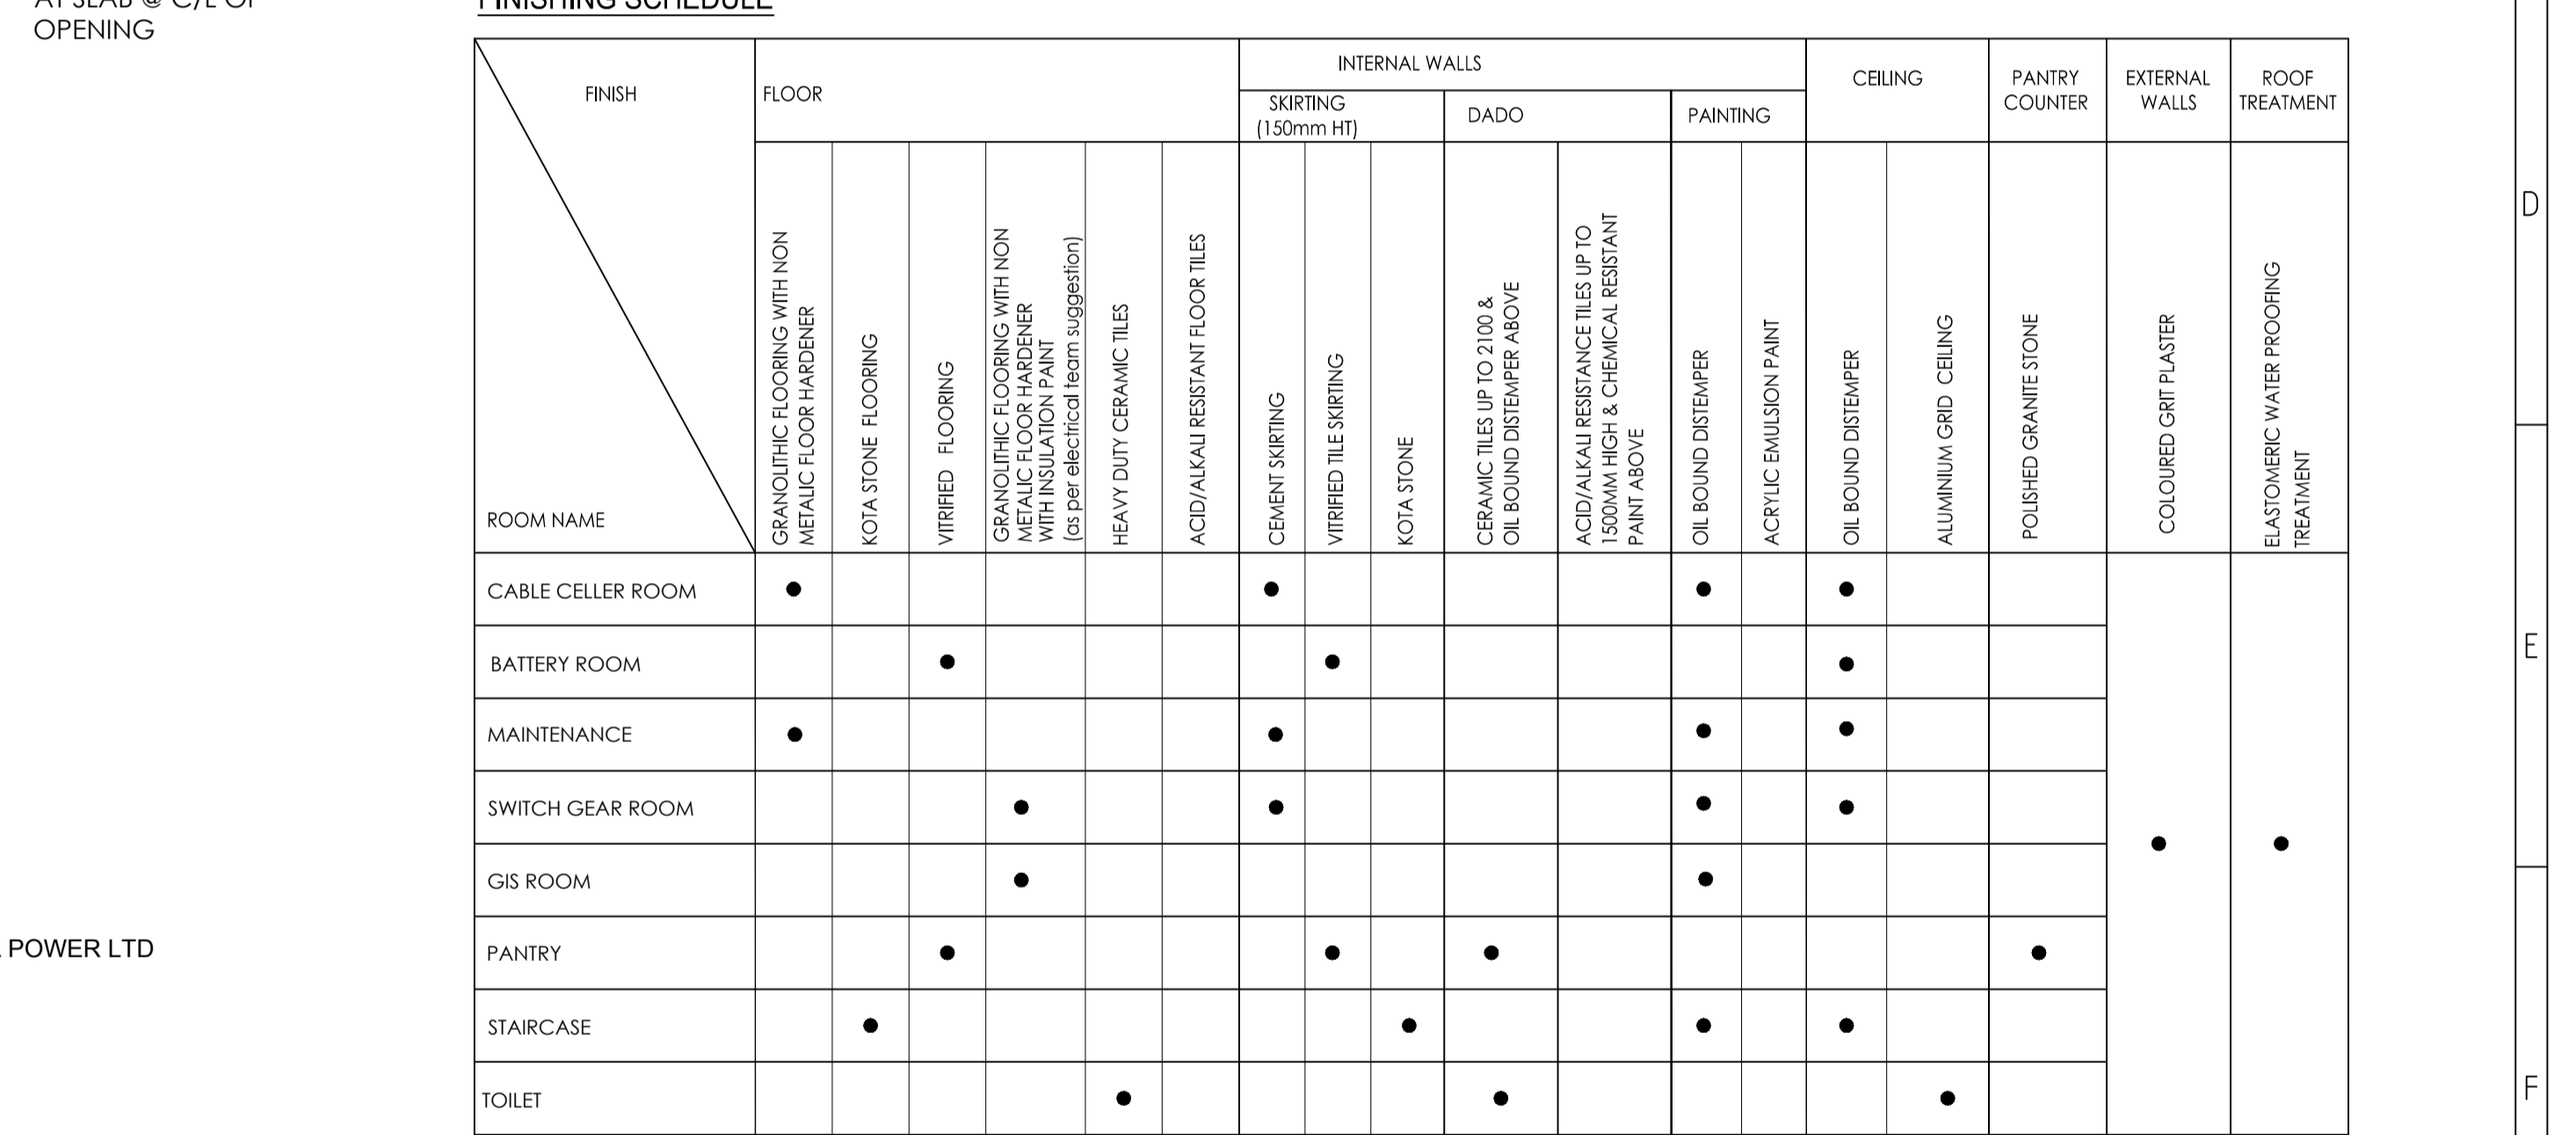 OPENING
FINISHING SCHEDULE
FINISH
ROOM NAME
FLOOR
INTERNAL WALLS
SKIRTING
(150mm HT)
DADO
PAINTING
CEILING
PANTRY
COUNTER
EXTERNAL
WALLS
ROOF
TREATMENT
GRANOLITHIC FLOORING WITH NON
METALIC FLOOR HARDENER
KOTA STONE FLOORING
VITRIFIED FLOORING
GRANOLITHIC FLOORING WITH NON
METALIC FLOOR HARDENER
WITH INSULATION PAINT
(as per electrical team suggestion)
HEAVY DUTY CERAMIC TILES
ACID/ALKALI RESISTANT FLOOR TILES
CEMENT SKIRTING
VITRIFIED TILE SKIRTING
KOTA STONE
CERAMIC TILES UP TO 2100 &
OIL BOUND DISTEMPER ABOVE
ACID/ALKALI RESISTANCE TILES UP TO
1500MM HIGH & CHEMICAL RESISTANT
PAINT ABOVE
OIL BOUND DISTEMPER
ACRYLIC EMULSION PAINT
OIL BOUND DISTEMPER
ALUMINIUM GRID CEILING
POLISHED GRANITE STONE
COLOURED GRIT PLASTER
ELASTOMERIC WATER PROOFING
TREATMENT
CABLE CELLER ROOM
BATTERY ROOM
MAINTENANCE
SWITCH GEAR ROOM
GIS ROOM
PANTRY
STAIRCASE
TOILET
POWER LTD
D
E
F